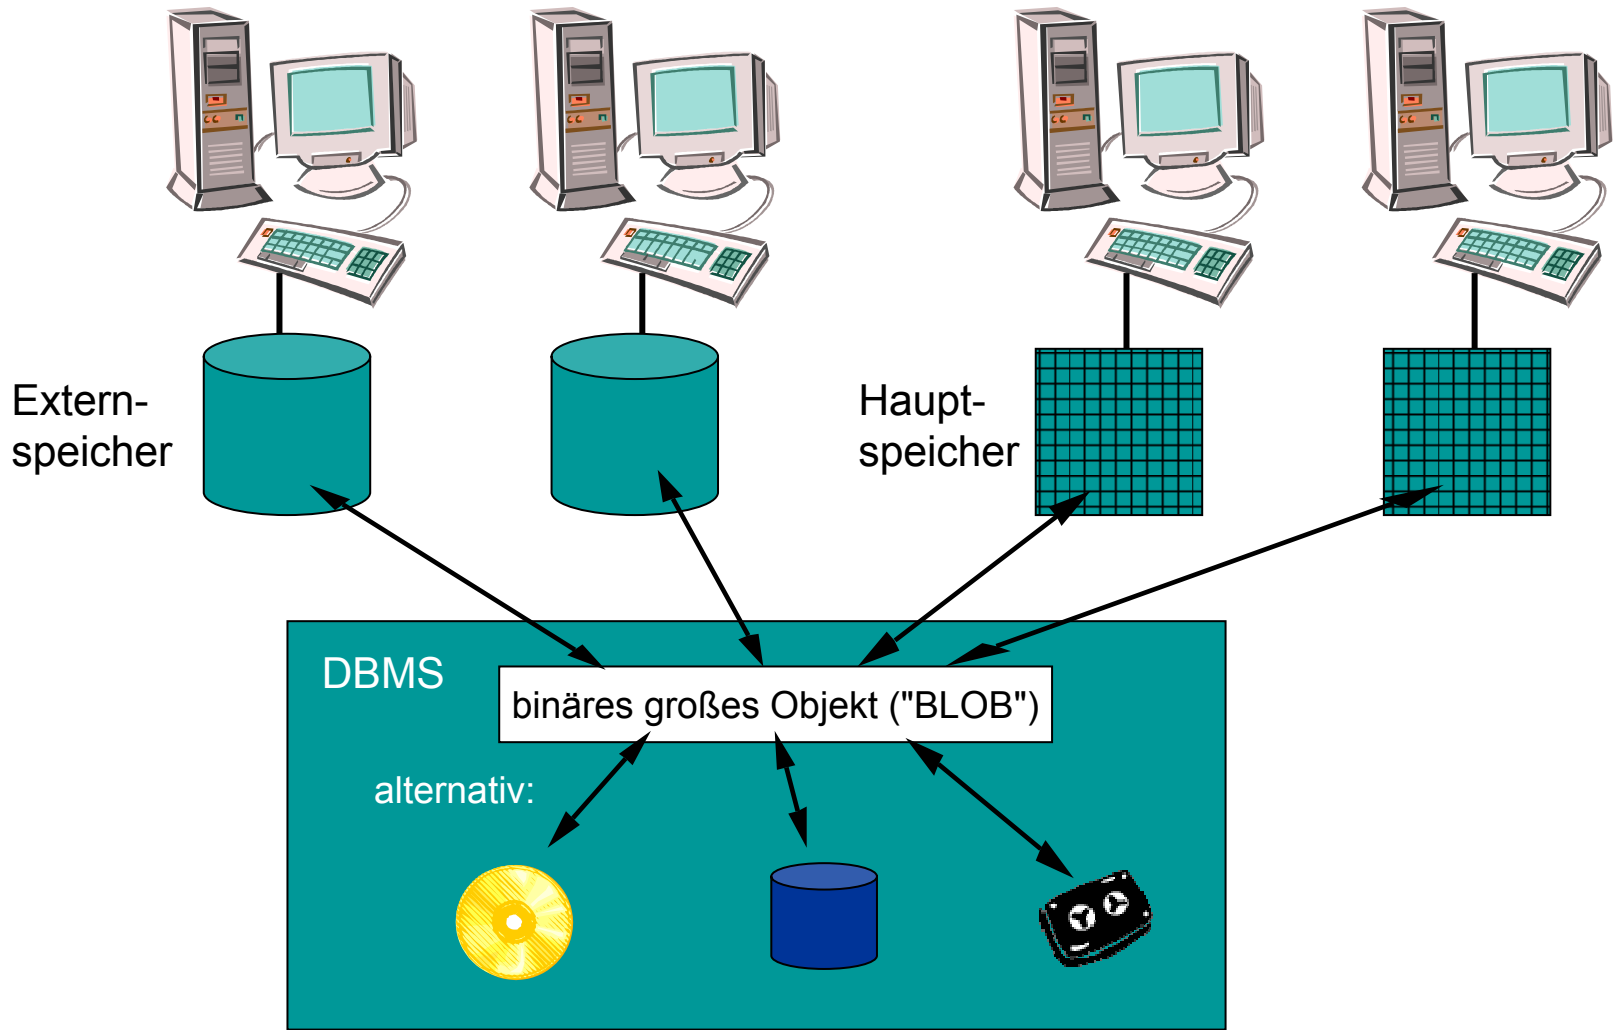 Extern-
speicher
Haupt-
speicher
DBMS
binäres großes Objekt ("BLOB")
alternativ: